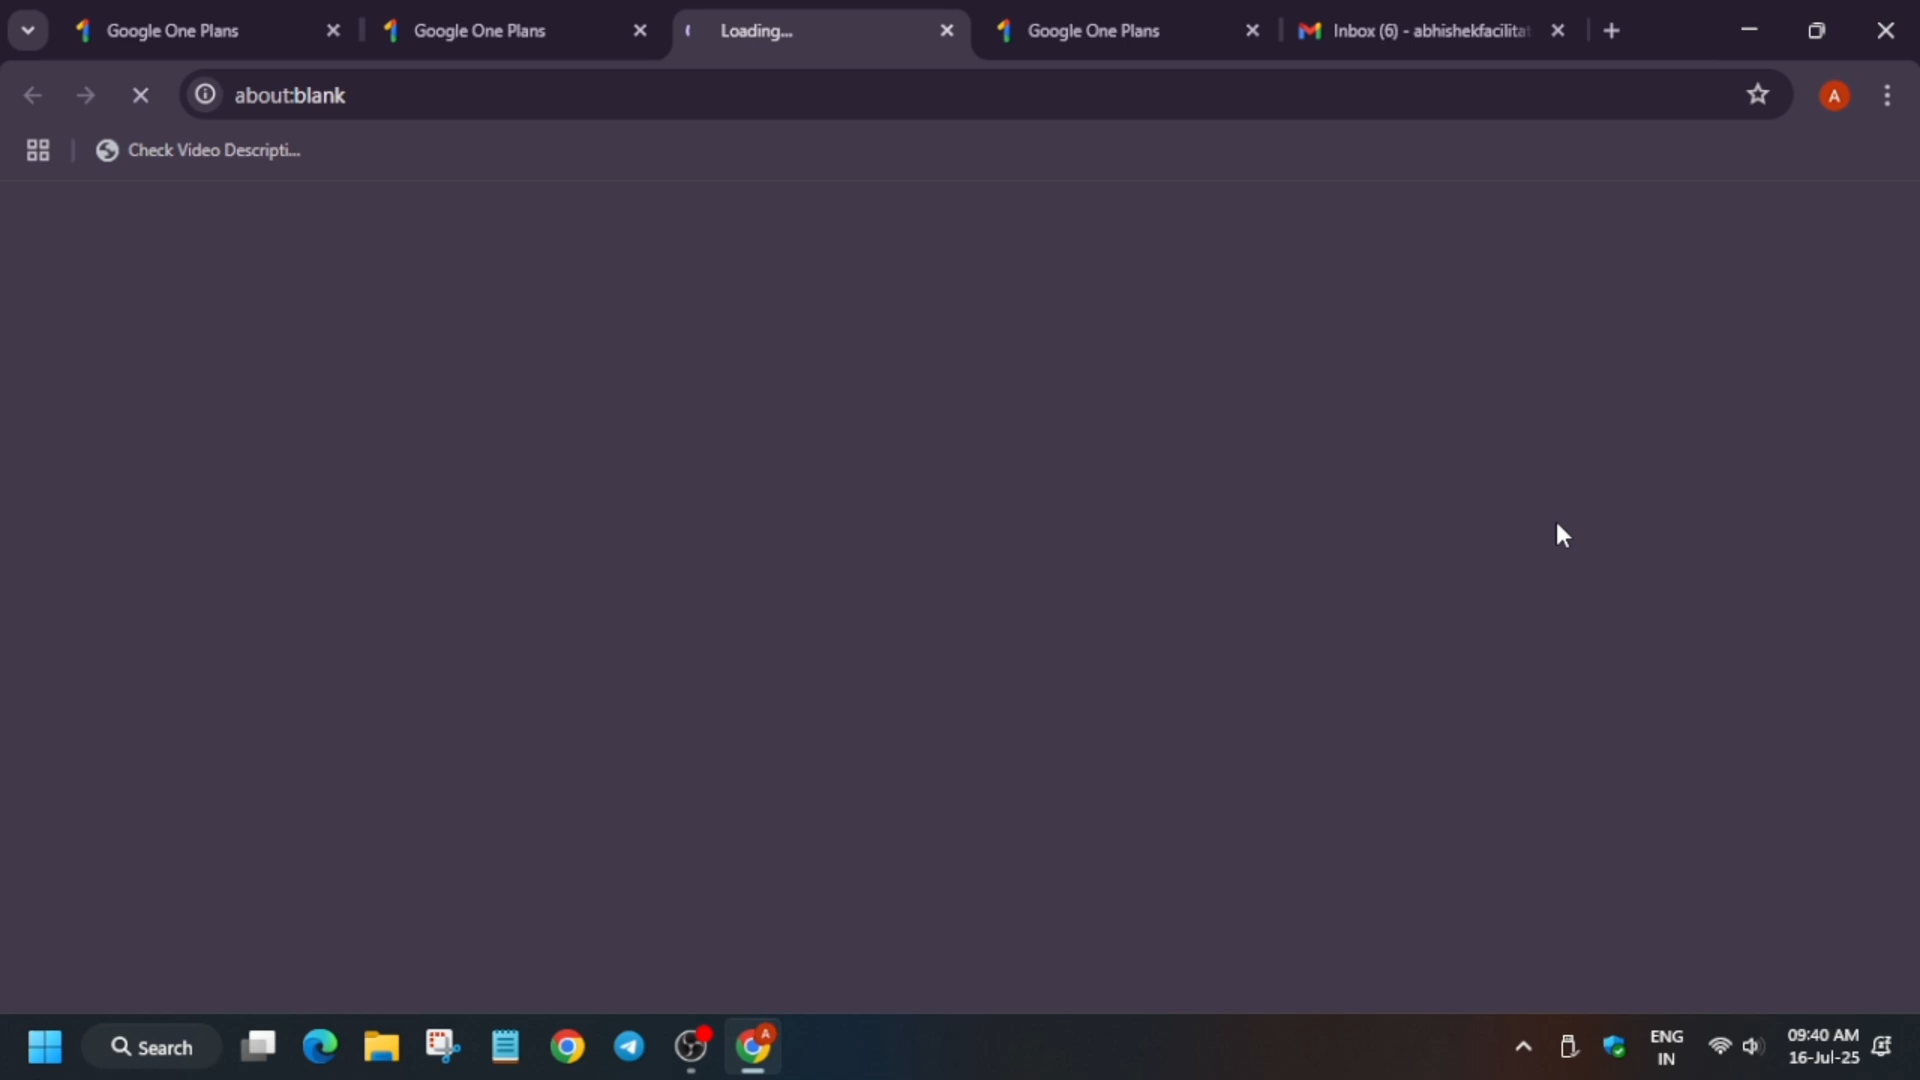 Google One Plans
Google One Plans
Loading...
Google One Plans
Inbox (6) - abhishekfacilitat
about:blank
A
Check Video Descripti...
Search
A
ENG
IN
09:40 AM
16-Jul-25